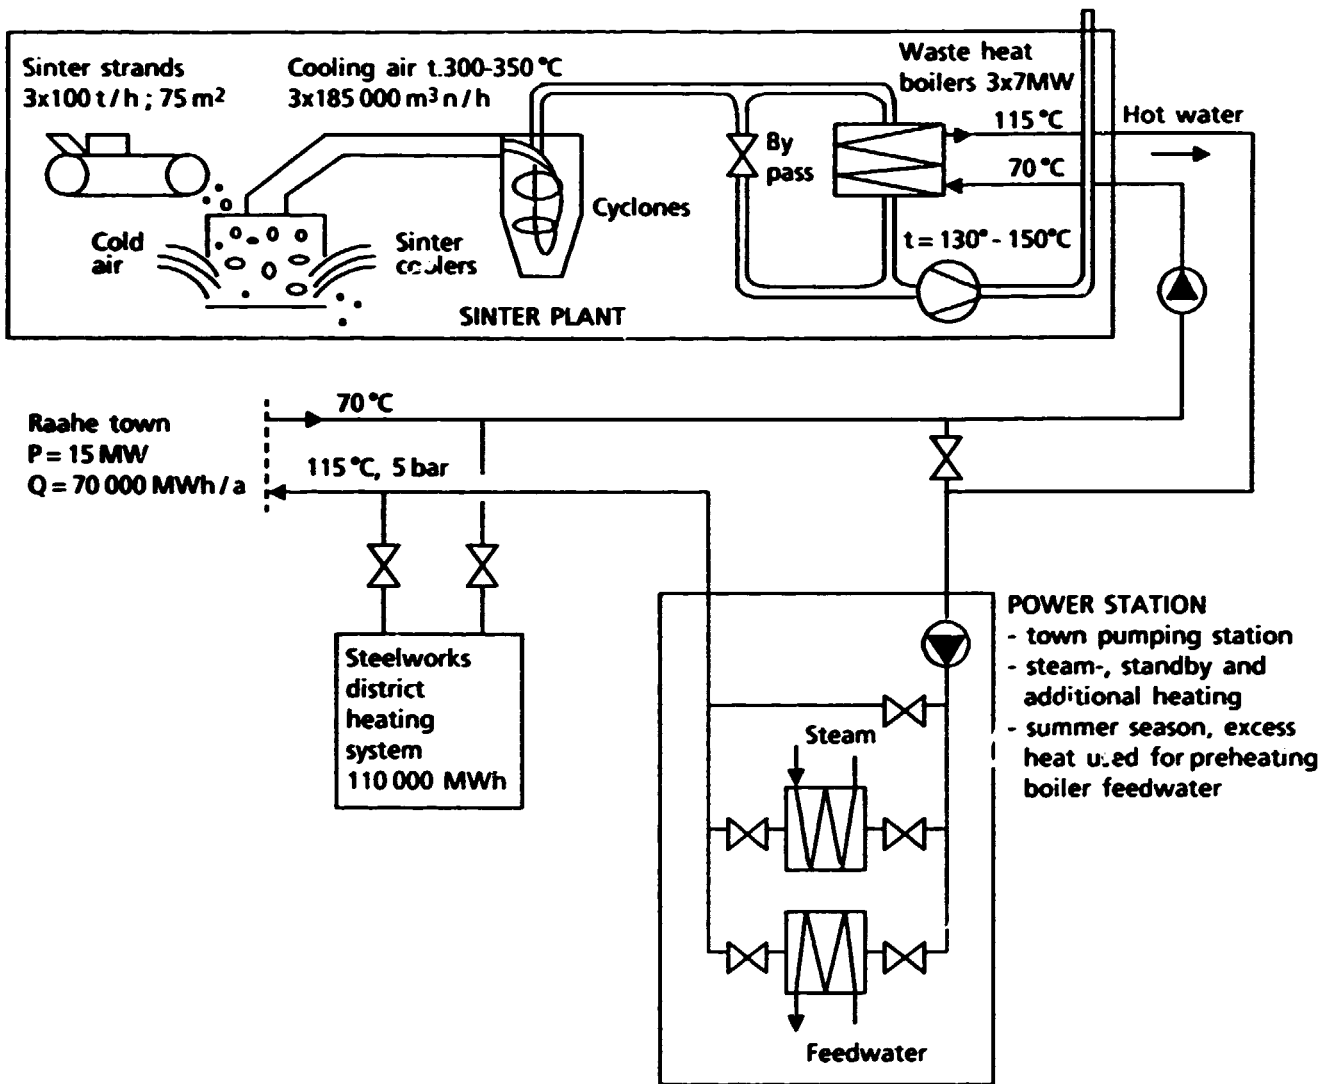 Sinter strands
3x100 t/h ; 75 m²
Cooling air t.300-350 °C
3x185 000 m³ n/h
Waste heat
boilers 3x7MW
115 °C
Hot water
70 °C
By
pass
Cyclones
t = 130° - 150°C
Cold
air
Sinter
coolers
SINTER PLANT
Raahe town
P = 15 MW
Q = 70 000 MWh/a
70 °C
115 °C, 5 bar
Steelworks
district
heating
system
110 000 MWh
POWER STATION
- town pumping station
- steam-, standby and
additional heating
- summer season, excess
heat used for preheating
boiler feedwater
Steam
Feedwater